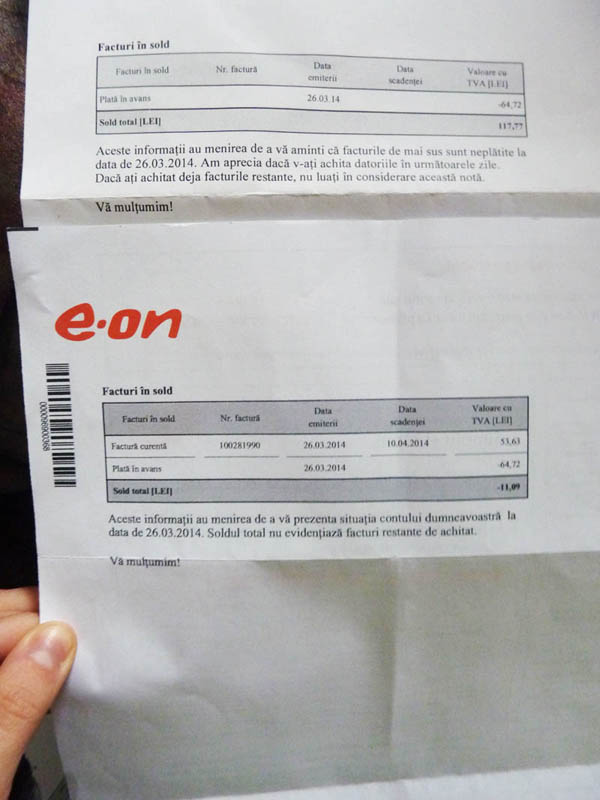 Facturi în sold
Facturi în sold Nr. factură Data emiterii Data scadenței Valoare cu TVA [LEI]
Plată în avans 26.03.14 -64,72
Sold total [LEI] 117,77
Aceste informații au menirea de a vă aminti că facturile de mai sus sunt neplătite la
data de 26.03.2014. Am aprecia dacă v-ați achita datoriile în următoarele zile.
Dacă ați achitat deja facturile restante, nu luați în considerare această notă.
Vă mulțumim!
e·on
Facturi în sold
Facturi în sold Nr. factură Data emiterii Data scadenței Valoare cu TVA [LEI]
Factură curentă 100281990 26.03.2014 10.04.2014 53,63
Plată în avans 26.03.2014 -64,72
Sold total [LEI] -11,09
Aceste informații au menirea de a vă prezenta situația contului dumneavoastră la
data de 26.03.2014. Soldul total nu evidențiază facturi restante de achitat.
Vă mulțumim!